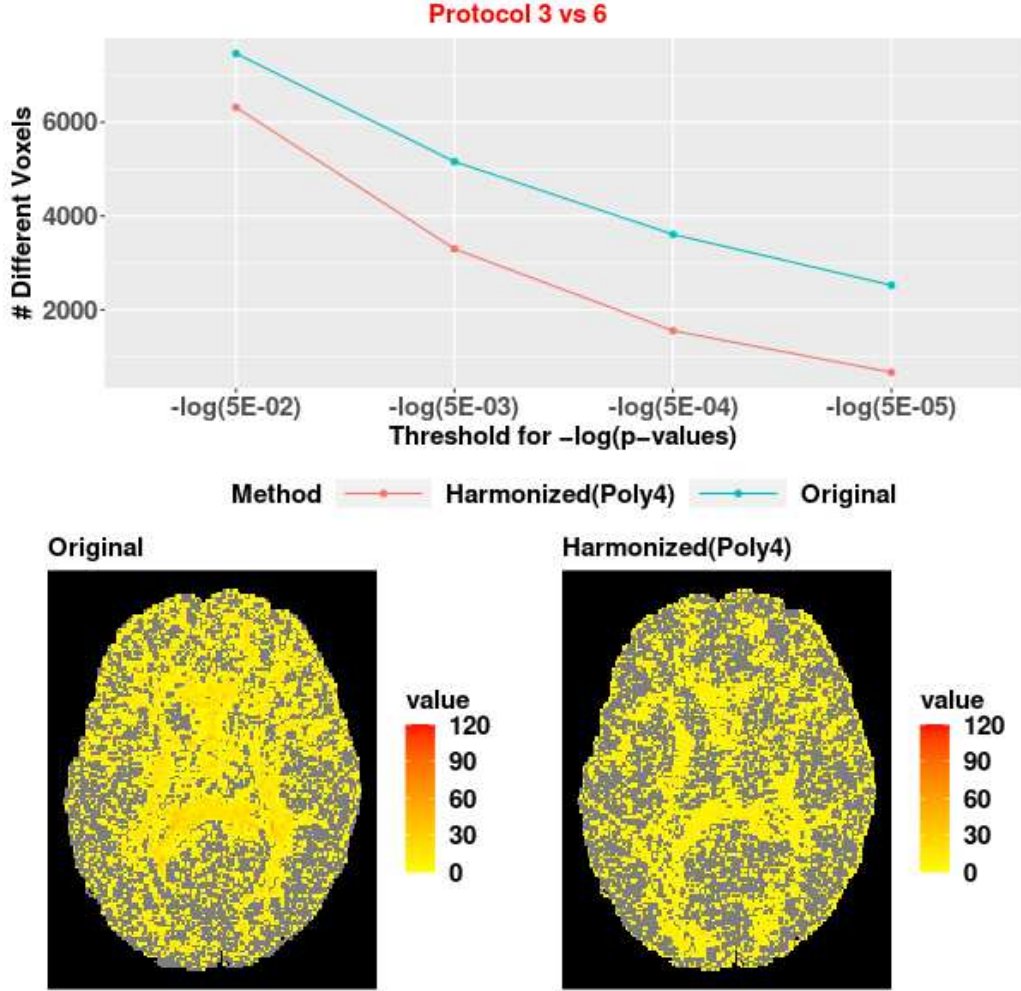 Protocol 3 vs 6
# Different Voxels
6000
4000
2000
-log(5E-02) -log(5E-03) -log(5E-04) -log(5E-05)
Threshold for −log(p−values)
Method Harmonized(Poly4) Original
Original Harmonized(Poly4)
value value
120 120
90 90
60 60
30 30
0 0